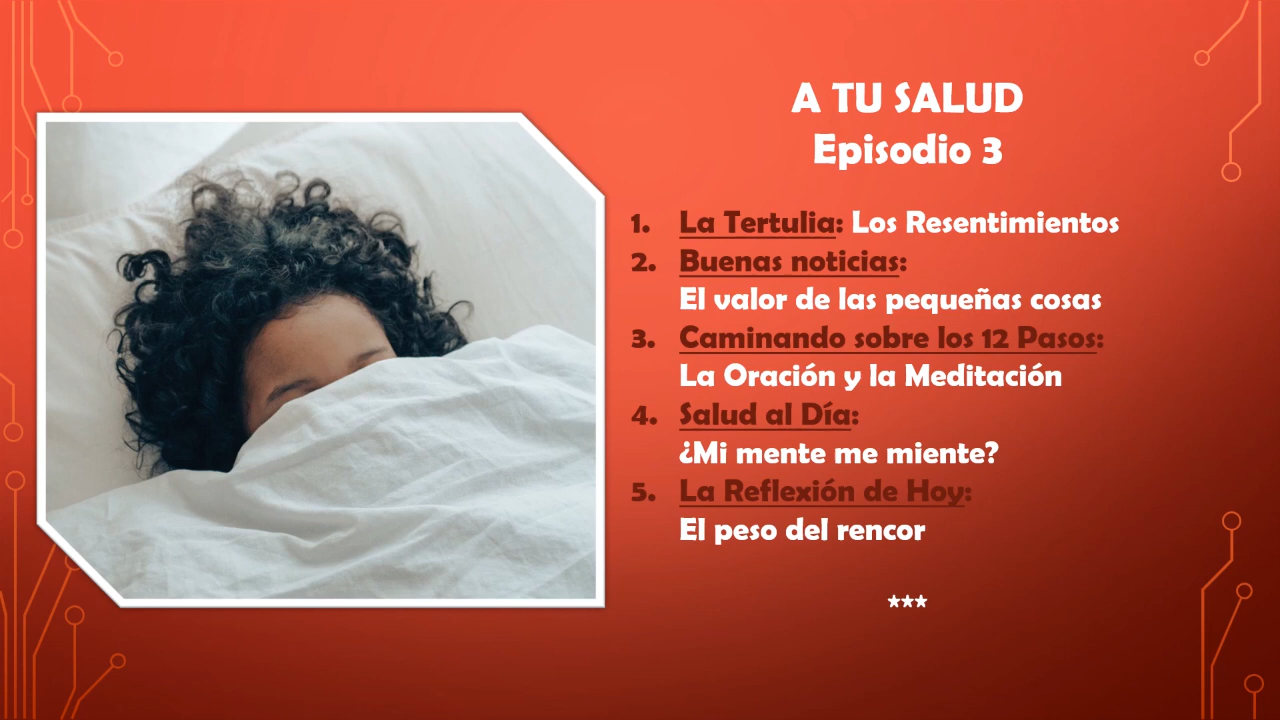 A TU SALUD
Episodio 3
1. La Tertulia: Los Resentimientos
2. Buenas noticias:
El valor de las pequeñas cosas
3. Caminando sobre los 12 Pasos:
La Oración y la Meditación
4. Salud al Día:
¿Mi mente me miente?
5. La Reflexión de Hoy:
El peso del rencor
***